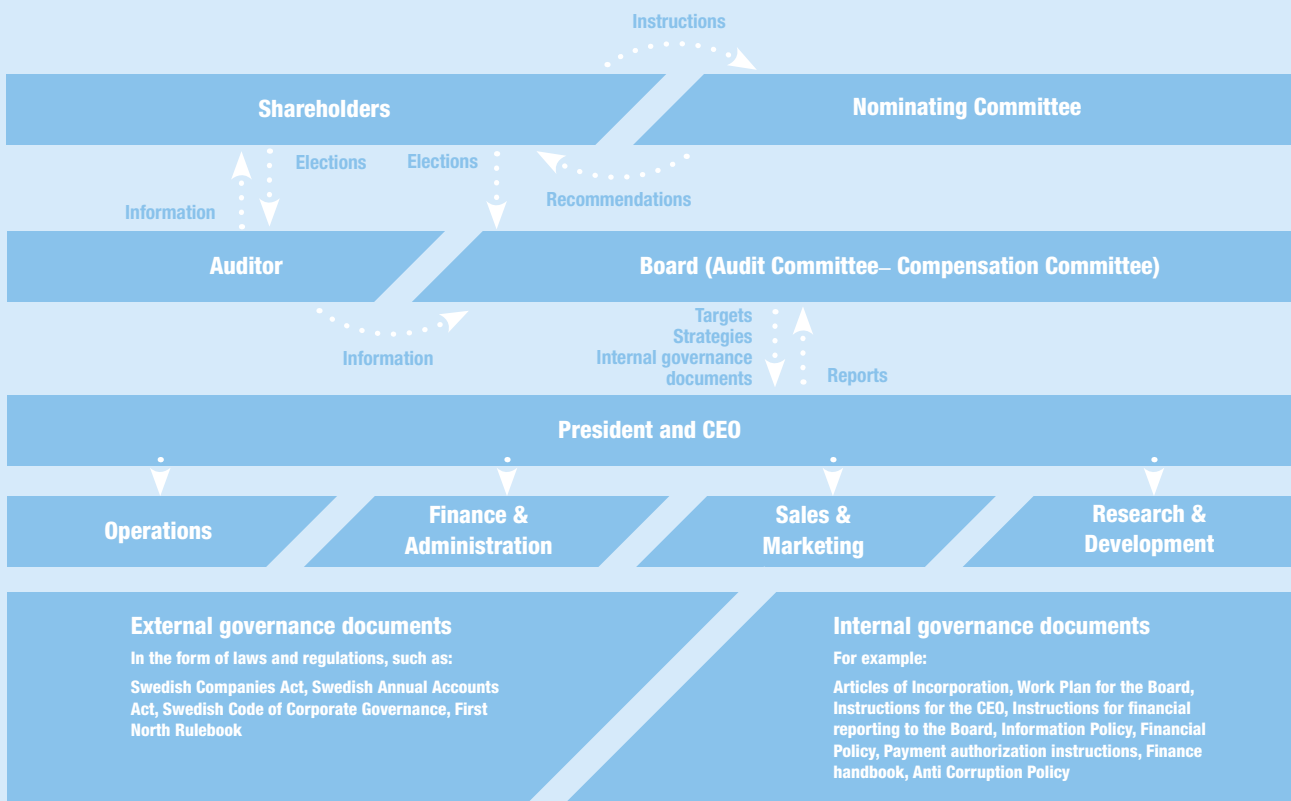 Instructions
Shareholders
Nominating Committee
Elections
Elections
Information
Recommendations
Auditor
Board (Audit Committee– Compensation Committee)
Information
Targets
Strategies
Internal governance
documents
Reports
President and CEO
Operations
Finance &
Administration
Sales &
Marketing
Research &
Development
External governance documents
In the form of laws and regulations, such as:
Swedish Companies Act, Swedish Annual Accounts
Act, Swedish Code of Corporate Governance, First
North Rulebook
Internal governance documents
For example:
Articles of Incorporation, Work Plan for the Board,
Instructions for the CEO, Instructions for financial
reporting to the Board, Information Policy, Financial
Policy, Payment authorization instructions, Finance
handbook, Anti Corruption Policy